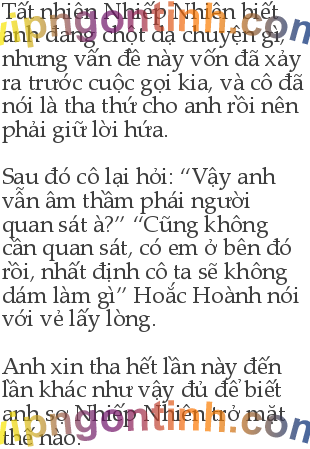 Tất nhiên Nhiếp Nhiên biết
anh đang chột dạ chuyện gì,
nhưng vấn đề này vốn đã xảy
ra trước cuộc gọi kia, và cô đã
nói là tha thứ cho anh rồi nên
phải giữ lời hứa.
Sau đó cô lại hỏi: “Vậy anh
vẫn âm thầm phái người
quan sát à?” “Cũng không
cần quan sát, có em ở bên đó
rồi, nhất định cô ta sẽ không
dám làm gì” Hoắc Hoành nói
với vẻ lấy lòng.
Anh xin tha hết lần này đến
lần khác như vậy đủ để biết
anh sợ Nhiếp Nhiên trở mặt
thế nào.
vipngontinh.com
vipngontinh.com